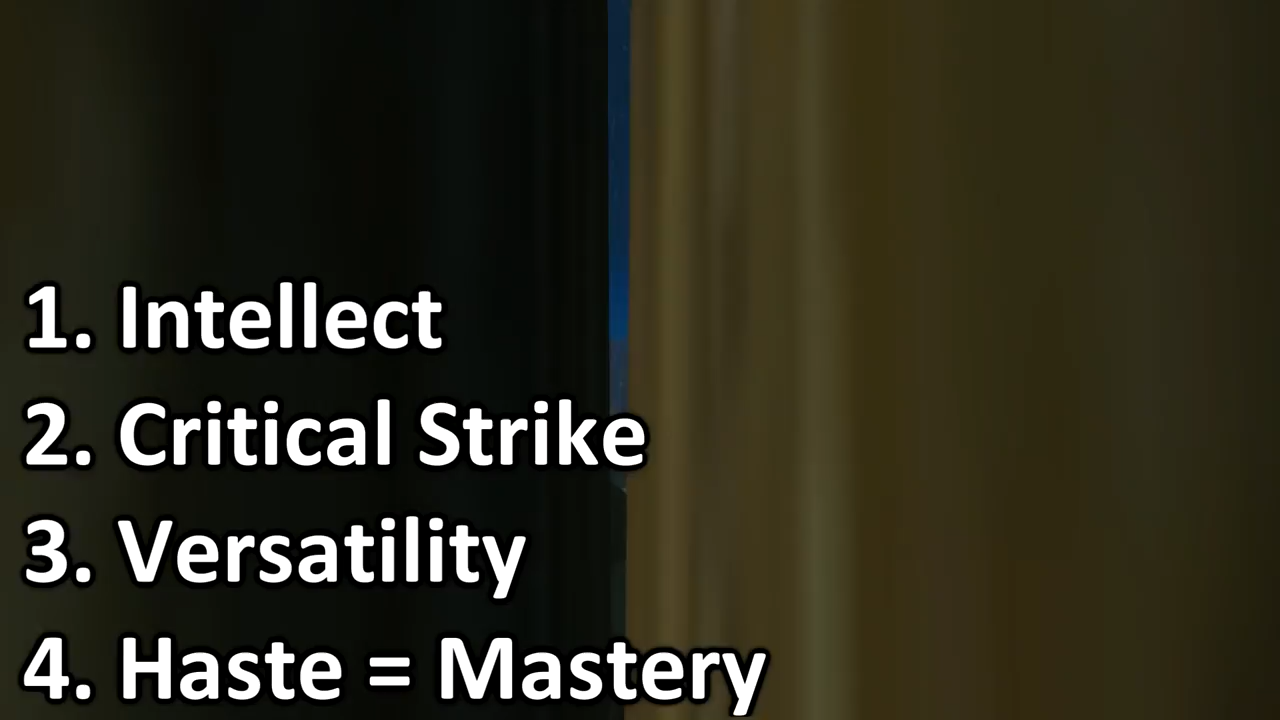 1. Intellect
2. Critical Strike
3. Versatility
4. Haste = Mastery